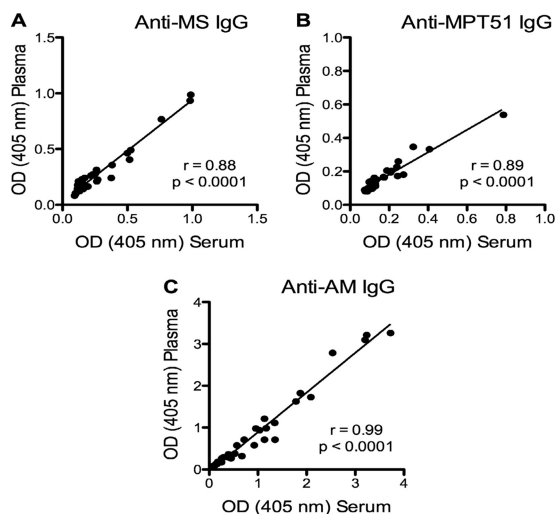 A
Anti-MS IgG
1.5
1.0
0.5
0.0
OD (405 nm) Plasma
r = 0.88
p < 0.0001
0.0 0.5 1.0 1.5
OD (405 nm) Serum
B
Anti-MPT51 IgG
1.0
0.8
0.6
0.4
0.2
0.0
OD (405 nm) Plasma
r = 0.89
p < 0.0001
0.0 0.2 0.4 0.6 0.8 1.0
OD (405 nm) Serum
C
Anti-AM IgG
4
3
2
1
0
OD (405 nm) Plasma
r = 0.99
p < 0.0001
0 1 2 3 4
OD (405 nm) Serum